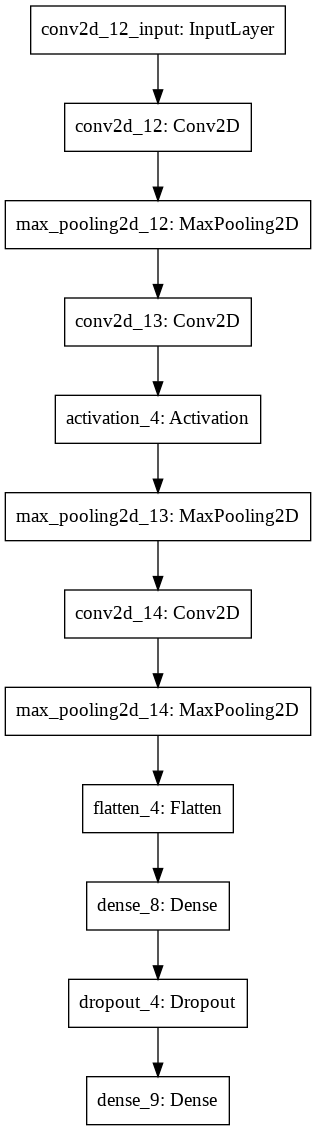 conv2d_12_input: InputLayer
conv2d_12: Conv2D
max_pooling2d_12: MaxPooling2D
conv2d_13: Conv2D
activation_4: Activation
max_pooling2d_13: MaxPooling2D
conv2d_14: Conv2D
max_pooling2d_14: MaxPooling2D
flatten_4: Flatten
dense_8: Dense
dropout_4: Dropout
dense_9: Dense